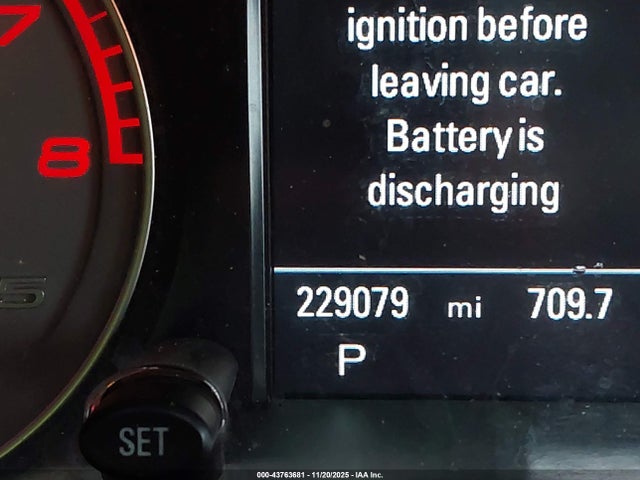 ignition before
leaving car.
Battery is
discharging
229079 mi 709.7
P
7
8
5
SET
000-43763681 - 11/20/2025 - IAA Inc.